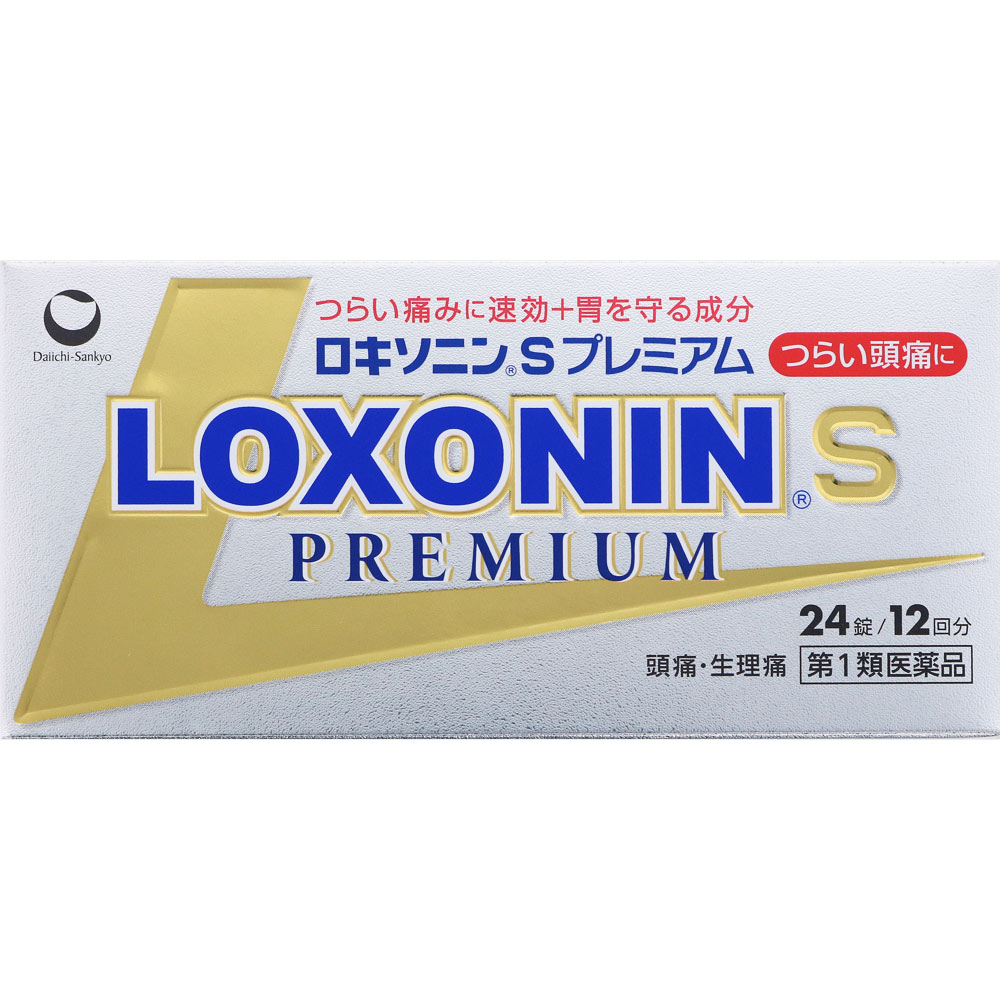 Daiichi-Sankyo
つらい痛みに速効+胃を守る成分
ロキソニン®Sプレミアム
つらい頭痛に
LOXONIN®S
PREMIUM
24錠/12回分
頭痛・生理痛 第1類医薬品